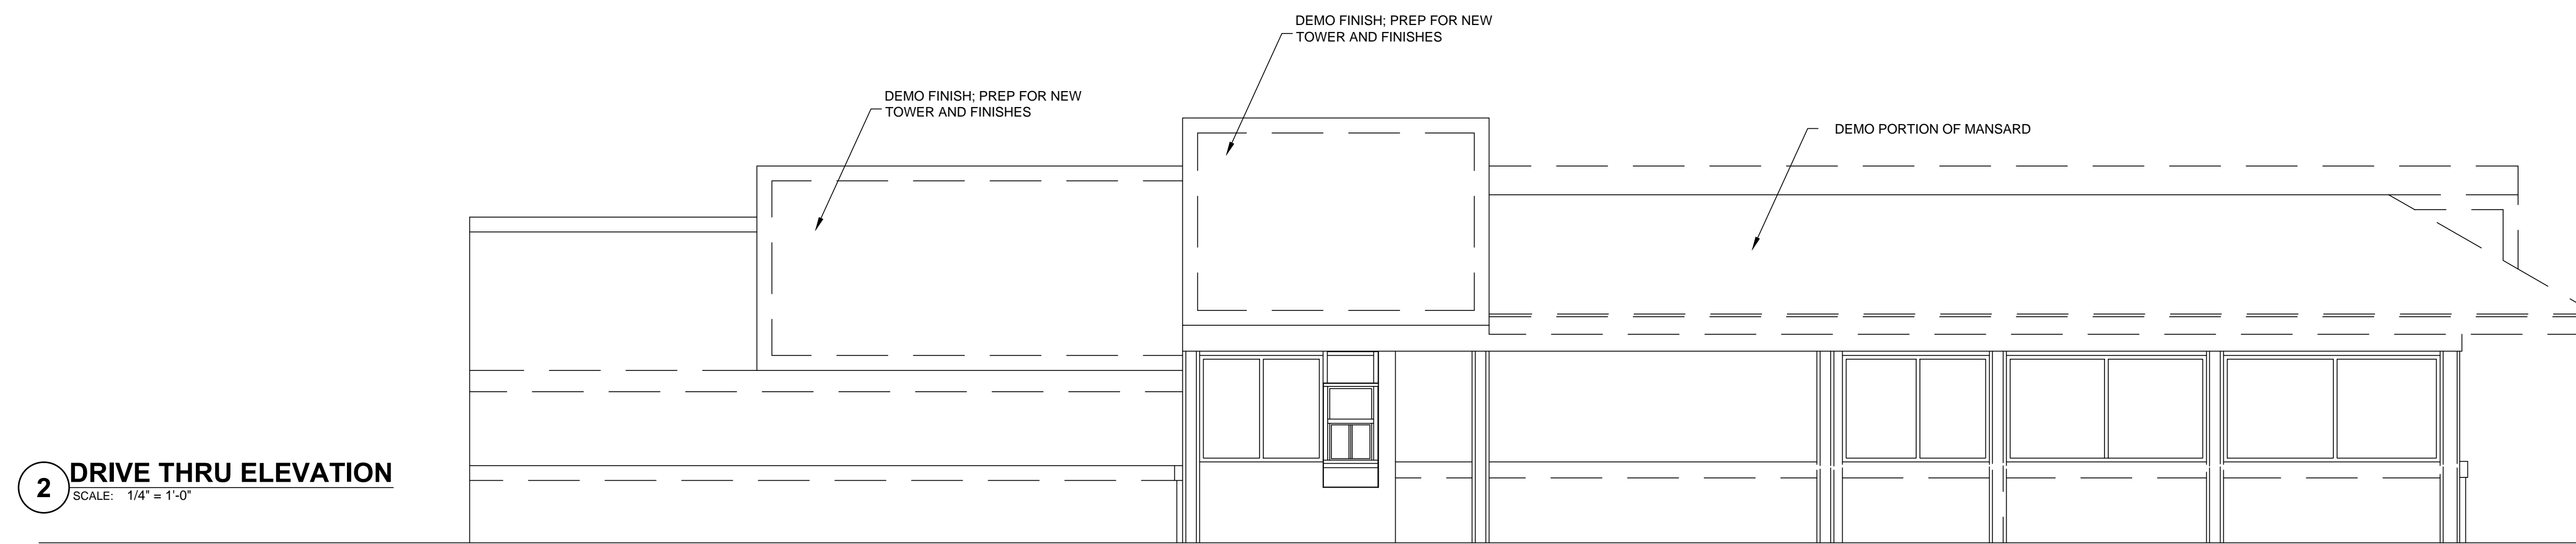 DEMO FINISH; PREP FOR NEW
TOWER AND FINISHES
DEMO FINISH; PREP FOR NEW
TOWER AND FINISHES
DEMO PORTION OF MANSARD
2
DRIVE THRU ELEVATION
SCALE: 1/4" = 1'-0"